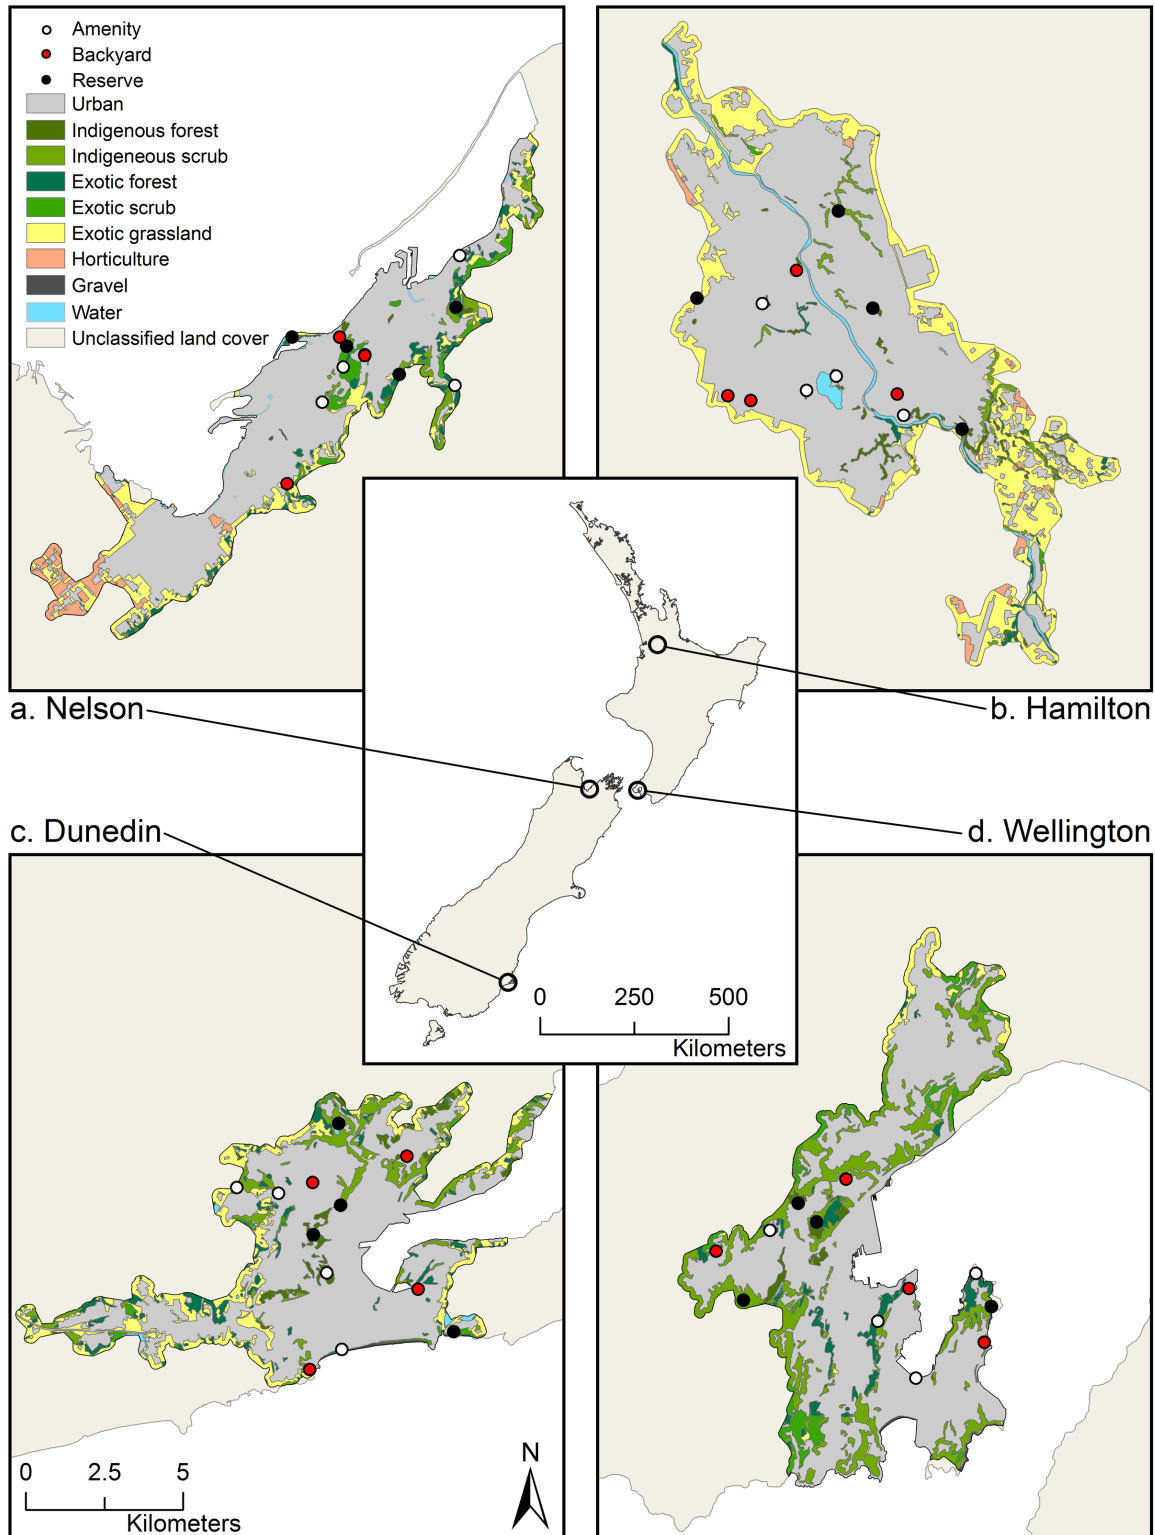 Amenity
Backyard
Reserve
Urban
Indigenous forest
Indigeneous scrub
Exotic forest
Exotic scrub
Exotic grassland
Horticulture
Gravel
Water
Unclassified land cover
a. Nelson
b. Hamilton
c. Dunedin
d. Wellington
0 250 500
Kilometers
0 2.5 5
Kilometers
N